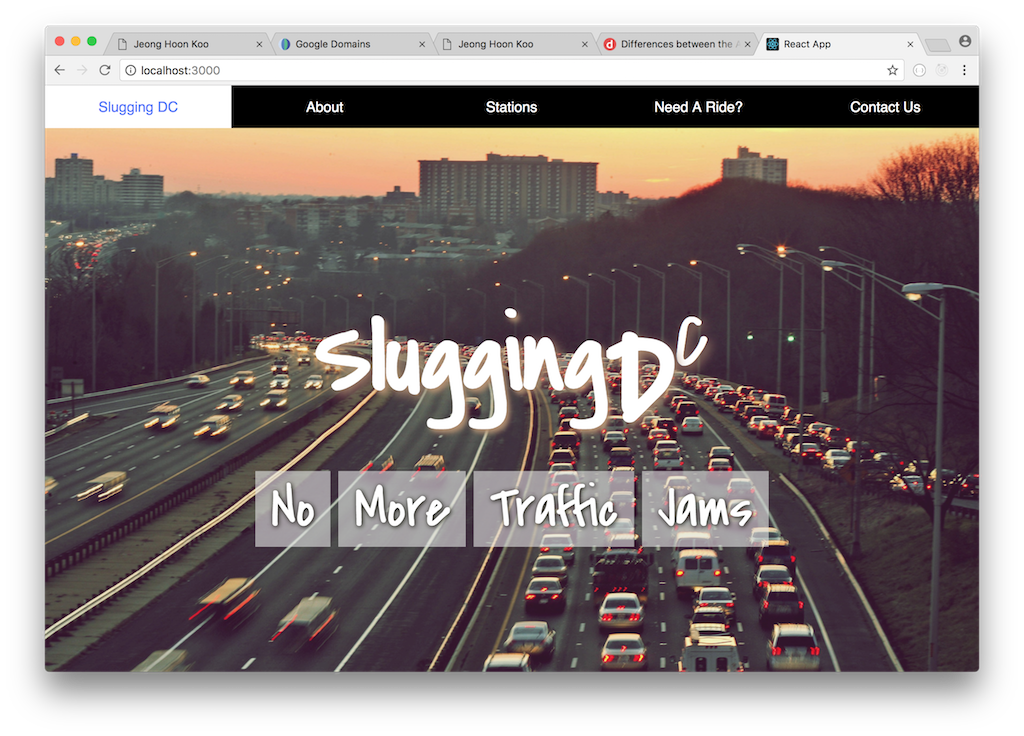 Jeong Hoon Koo Google Domains Jeong Hoon Koo Differences between the React App
localhost:3000
Slugging DC About Stations Need A Ride? Contact Us
SluggingDC
No More Traffic Jams